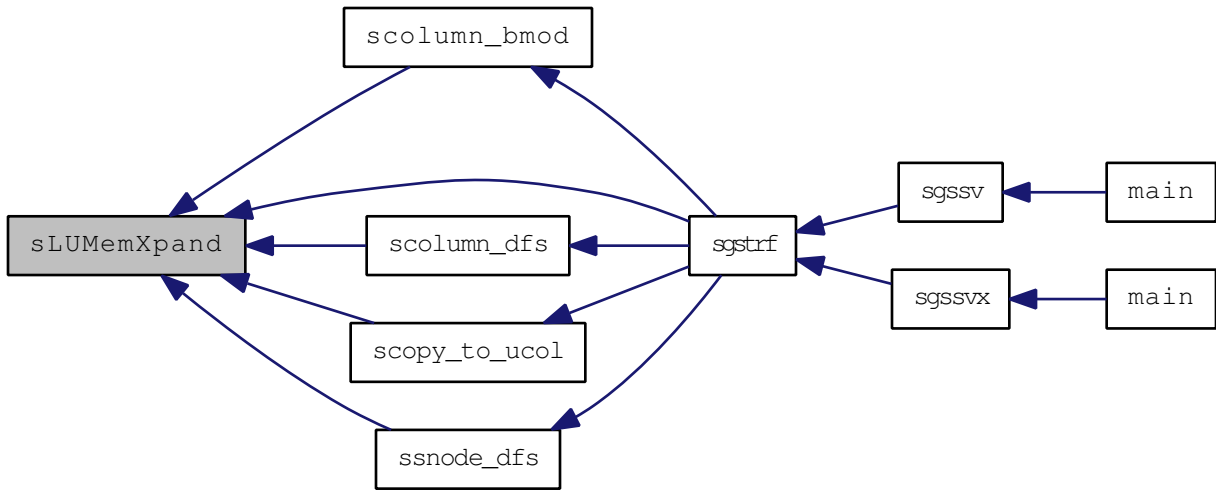 scolumn_bmod
sLUMemXpand
scolumn_dfs
scopy_to_ucol
ssnode_dfs
sgstrf
sgssv
main
sgssvx
main